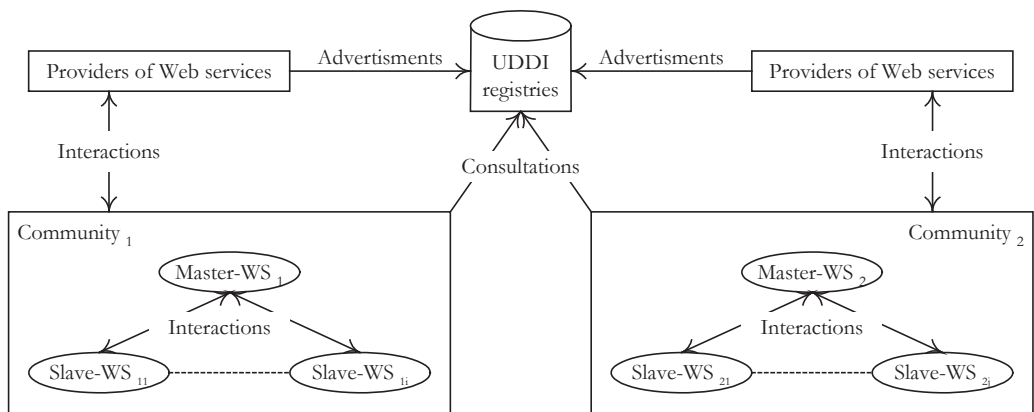 UDDI
registries
Providers of Web services
Advertisments
Advertisments
Providers of Web services
Interactions
Consultations
Interactions
Community 1
Community 2
Master-WS 1
Master-WS 2
Interactions
Interactions
Slave-WS 11
Slave-WS 1i
Slave-WS 21
Slave-WS 2j